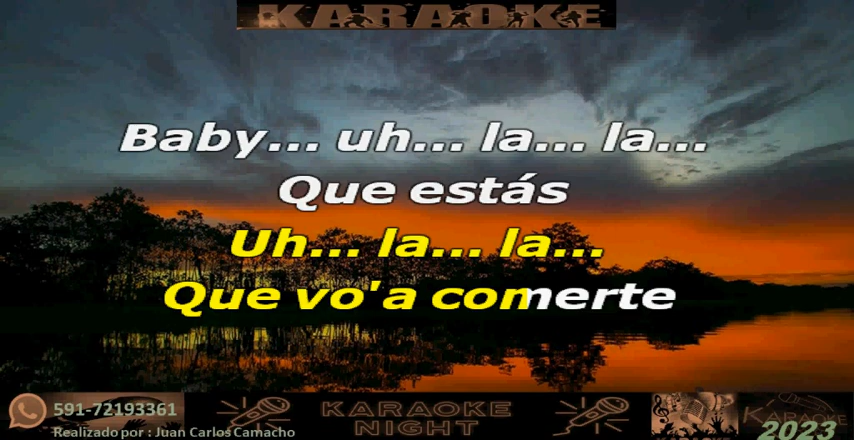 KARAOKE
Baby... uh... la... la...
Que estás
Uh... la... la...
Que vo'a comerte
591-72193361
Realizado por : Juan Carlos Camacho
KARAOKE
NIGHT
KARAOKE
KARAOKE
2023